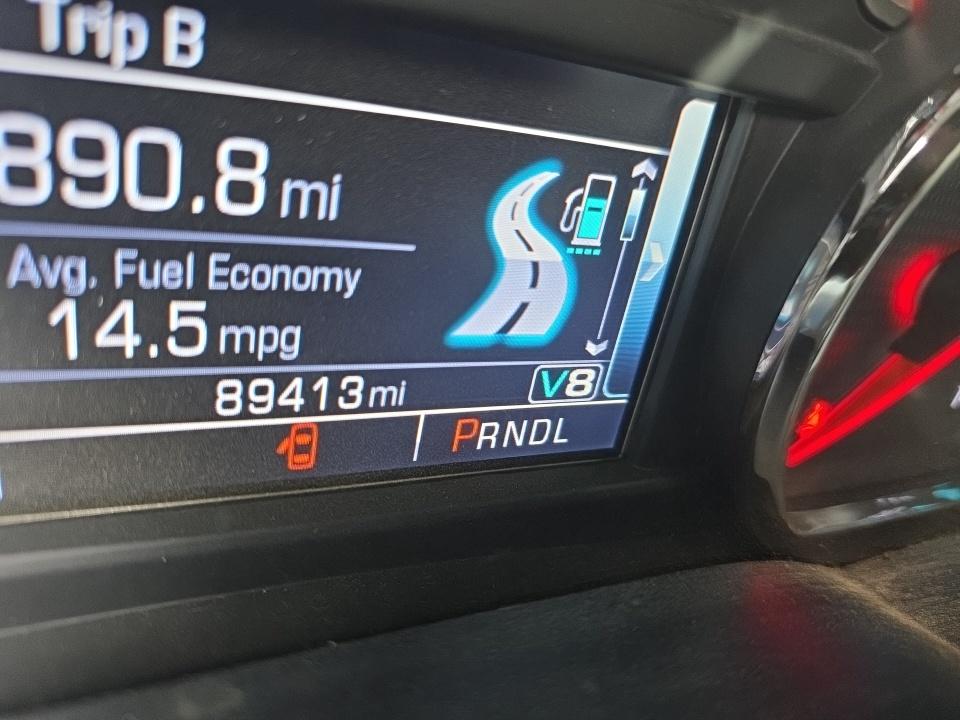 Trip B
890.8 mi
Avg. Fuel Economy
14.5 mpg
89413 mi V8
PRNDL